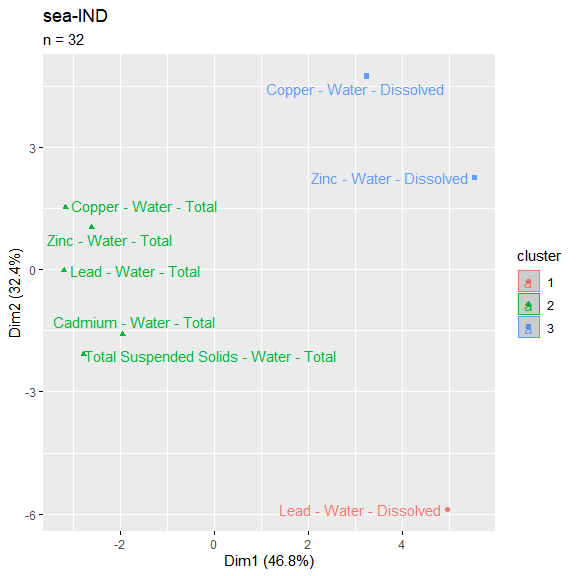 sea-IND
n = 32
Copper - Water - Dissolved
Zinc - Water - Dissolved
Copper - Water - Total
Zinc - Water - Total
Lead - Water - Total
Cadmium - Water - Total
Total Suspended Solids - Water - Total
Lead - Water - Dissolved
3
0
-3
-6
Dim2 (32.4%)
-2
0
2
4
Dim1 (46.8%)
cluster
1
2
3